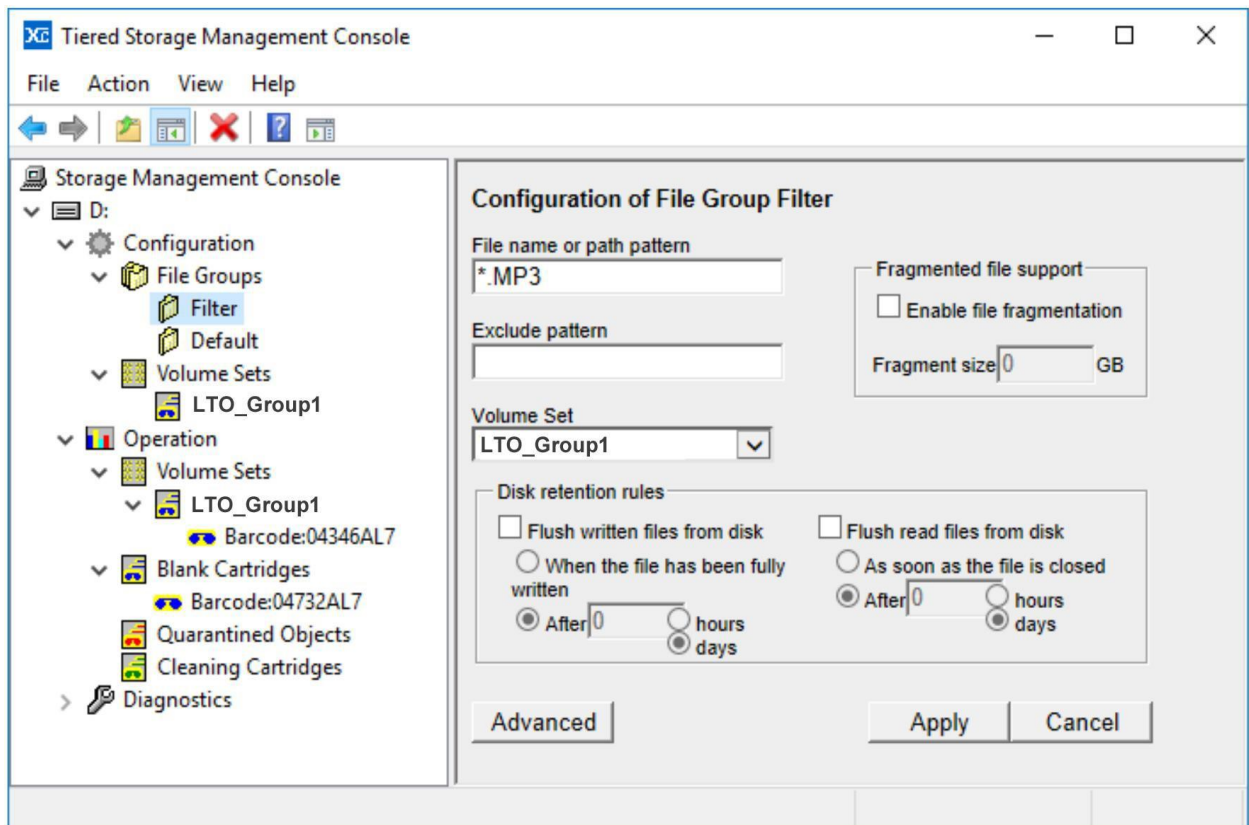 XC Tiered Storage Management Console
File Action View Help
Storage Management Console
D:
Configuration
File Groups
Filter
Default
Volume Sets
LTO_Group1
Operation
Volume Sets
LTO_Group1
Barcode:04346AL7
Blank Cartridges
Barcode:04732AL7
Quarantined Objects
Cleaning Cartridges
Diagnostics
Configuration of File Group Filter
File name or path pattern
*.MP3
Exclude pattern
Fragmented file support
Enable file fragmentation
Fragment size 0 GB
Volume Set
LTO_Group1
Disk retention rules
Flush written files from disk
When the file has been fully
written
After 0 hours
days
Flush read files from disk
As soon as the file is closed
After 0 hours
days
Advanced
Apply
Cancel